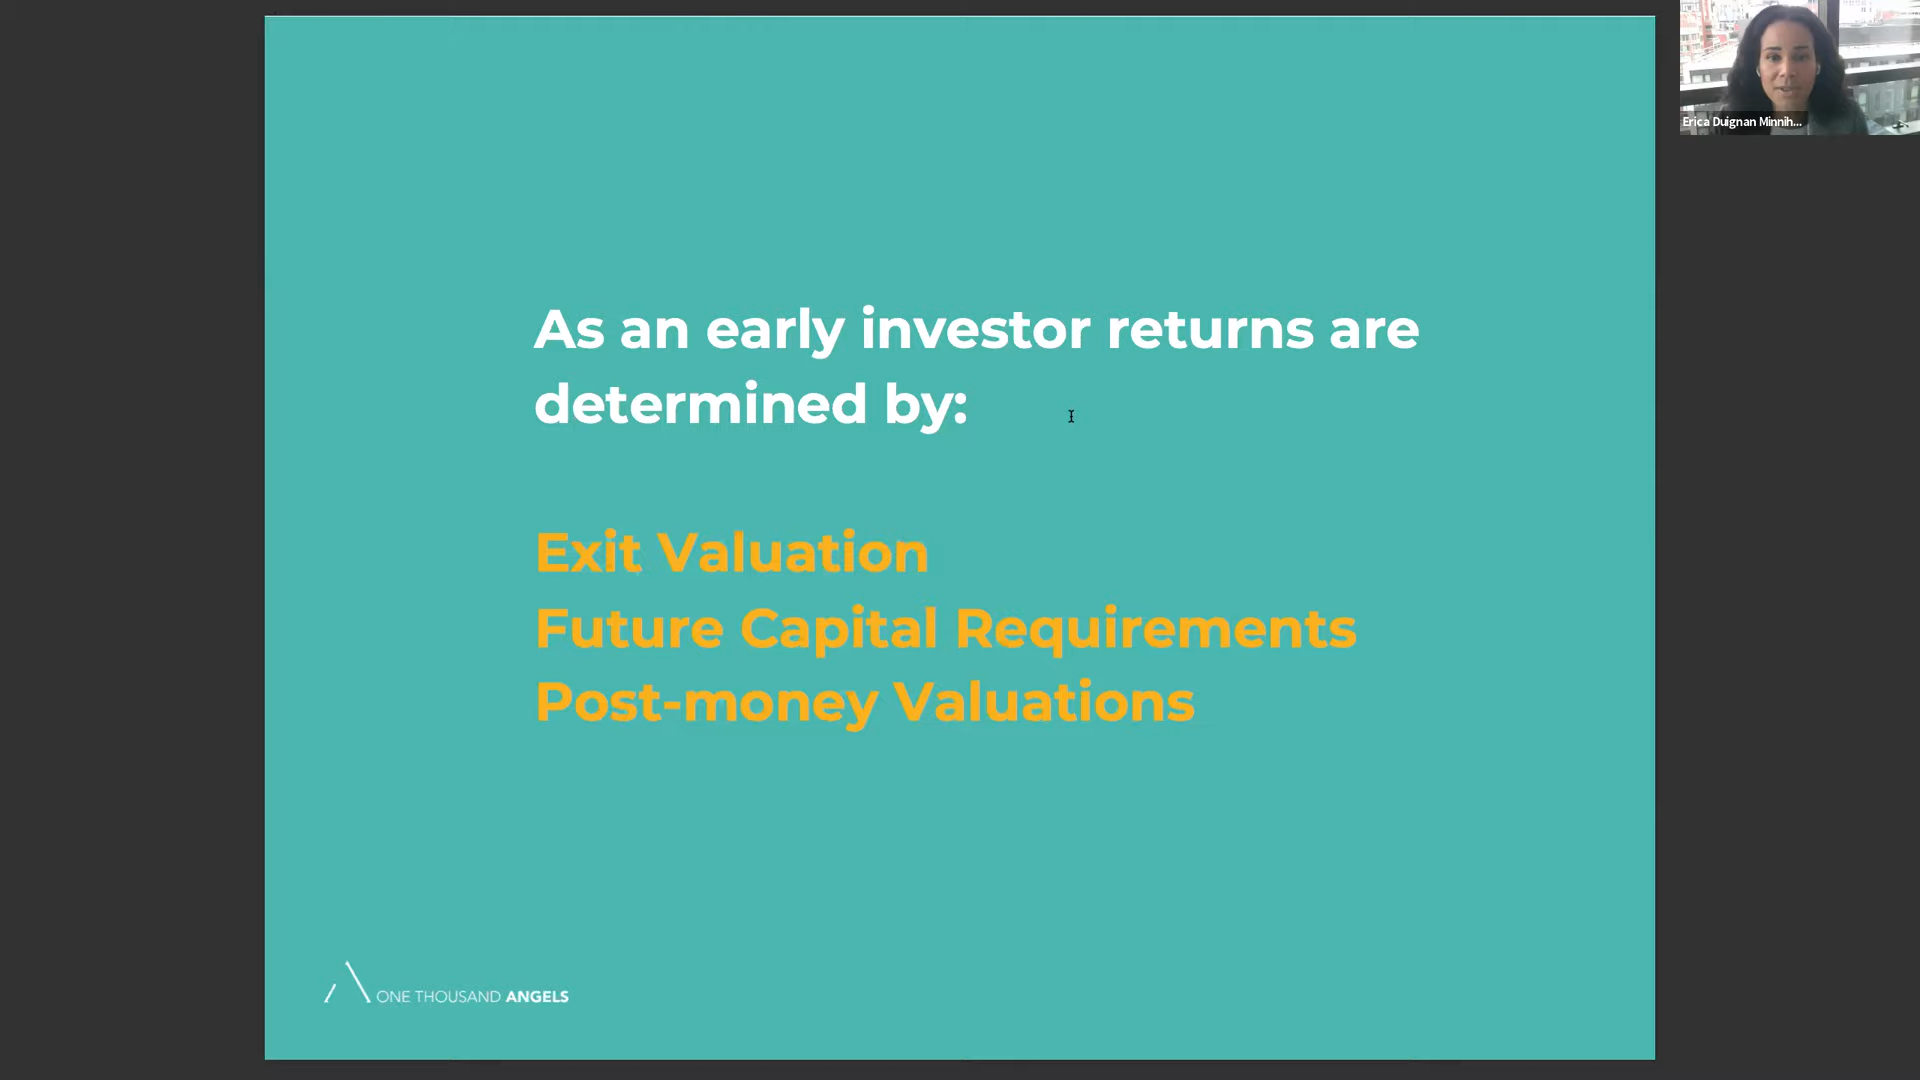 As an early investor returns are
determined by:
Exit Valuation
Future Capital Requirements
Post-money Valuations
ONE THOUSAND ANGELS
Erica Duignan Minnih...